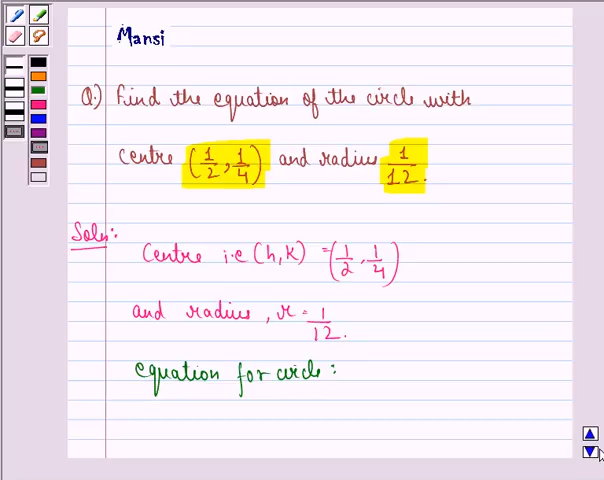 Mansi
Q.) Find the equation of the circle with
centre (1/2, 1/4) and radius 1/12.
Soln:
Centre i.e (h, k) = (1/2, 1/4)
and radius, r = 1/12.
equation for circle: